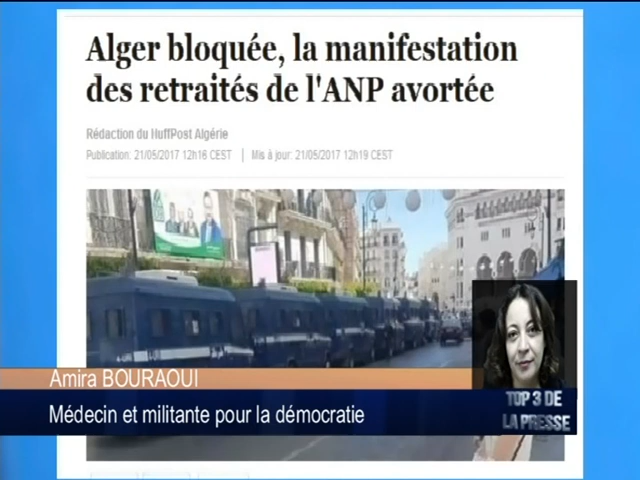 Alger bloquée, la manifestation
des retraités de l'ANP avortée
Rédaction du HuffPost Algérie
Publication: 21/05/2017 12h16 CEST | Mis à jour: 21/05/2017 12h19 CEST
Amira BOURAOUI
Médecin et militante pour la démocratie
TOP 3 DE
LA PRESSE